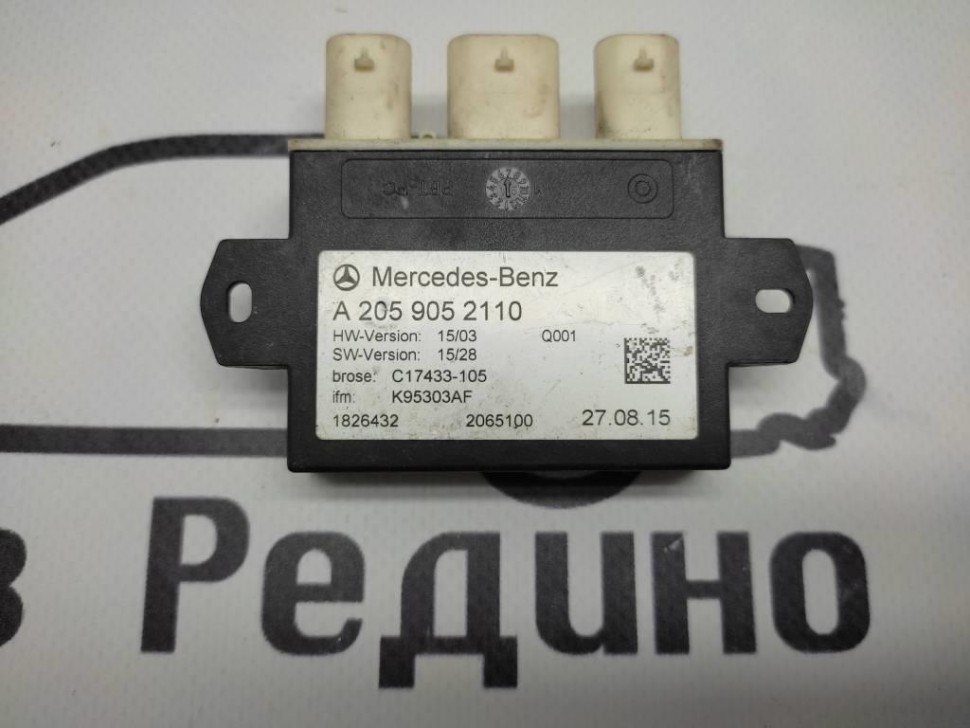 Mercedes-Benz
A 205 905 2110
HW-Version: 15/03 Q001
SW-Version: 15/28
brose: C17433-105
ifm: K95303AF
1826432 2065100 27.08.15
в Редино